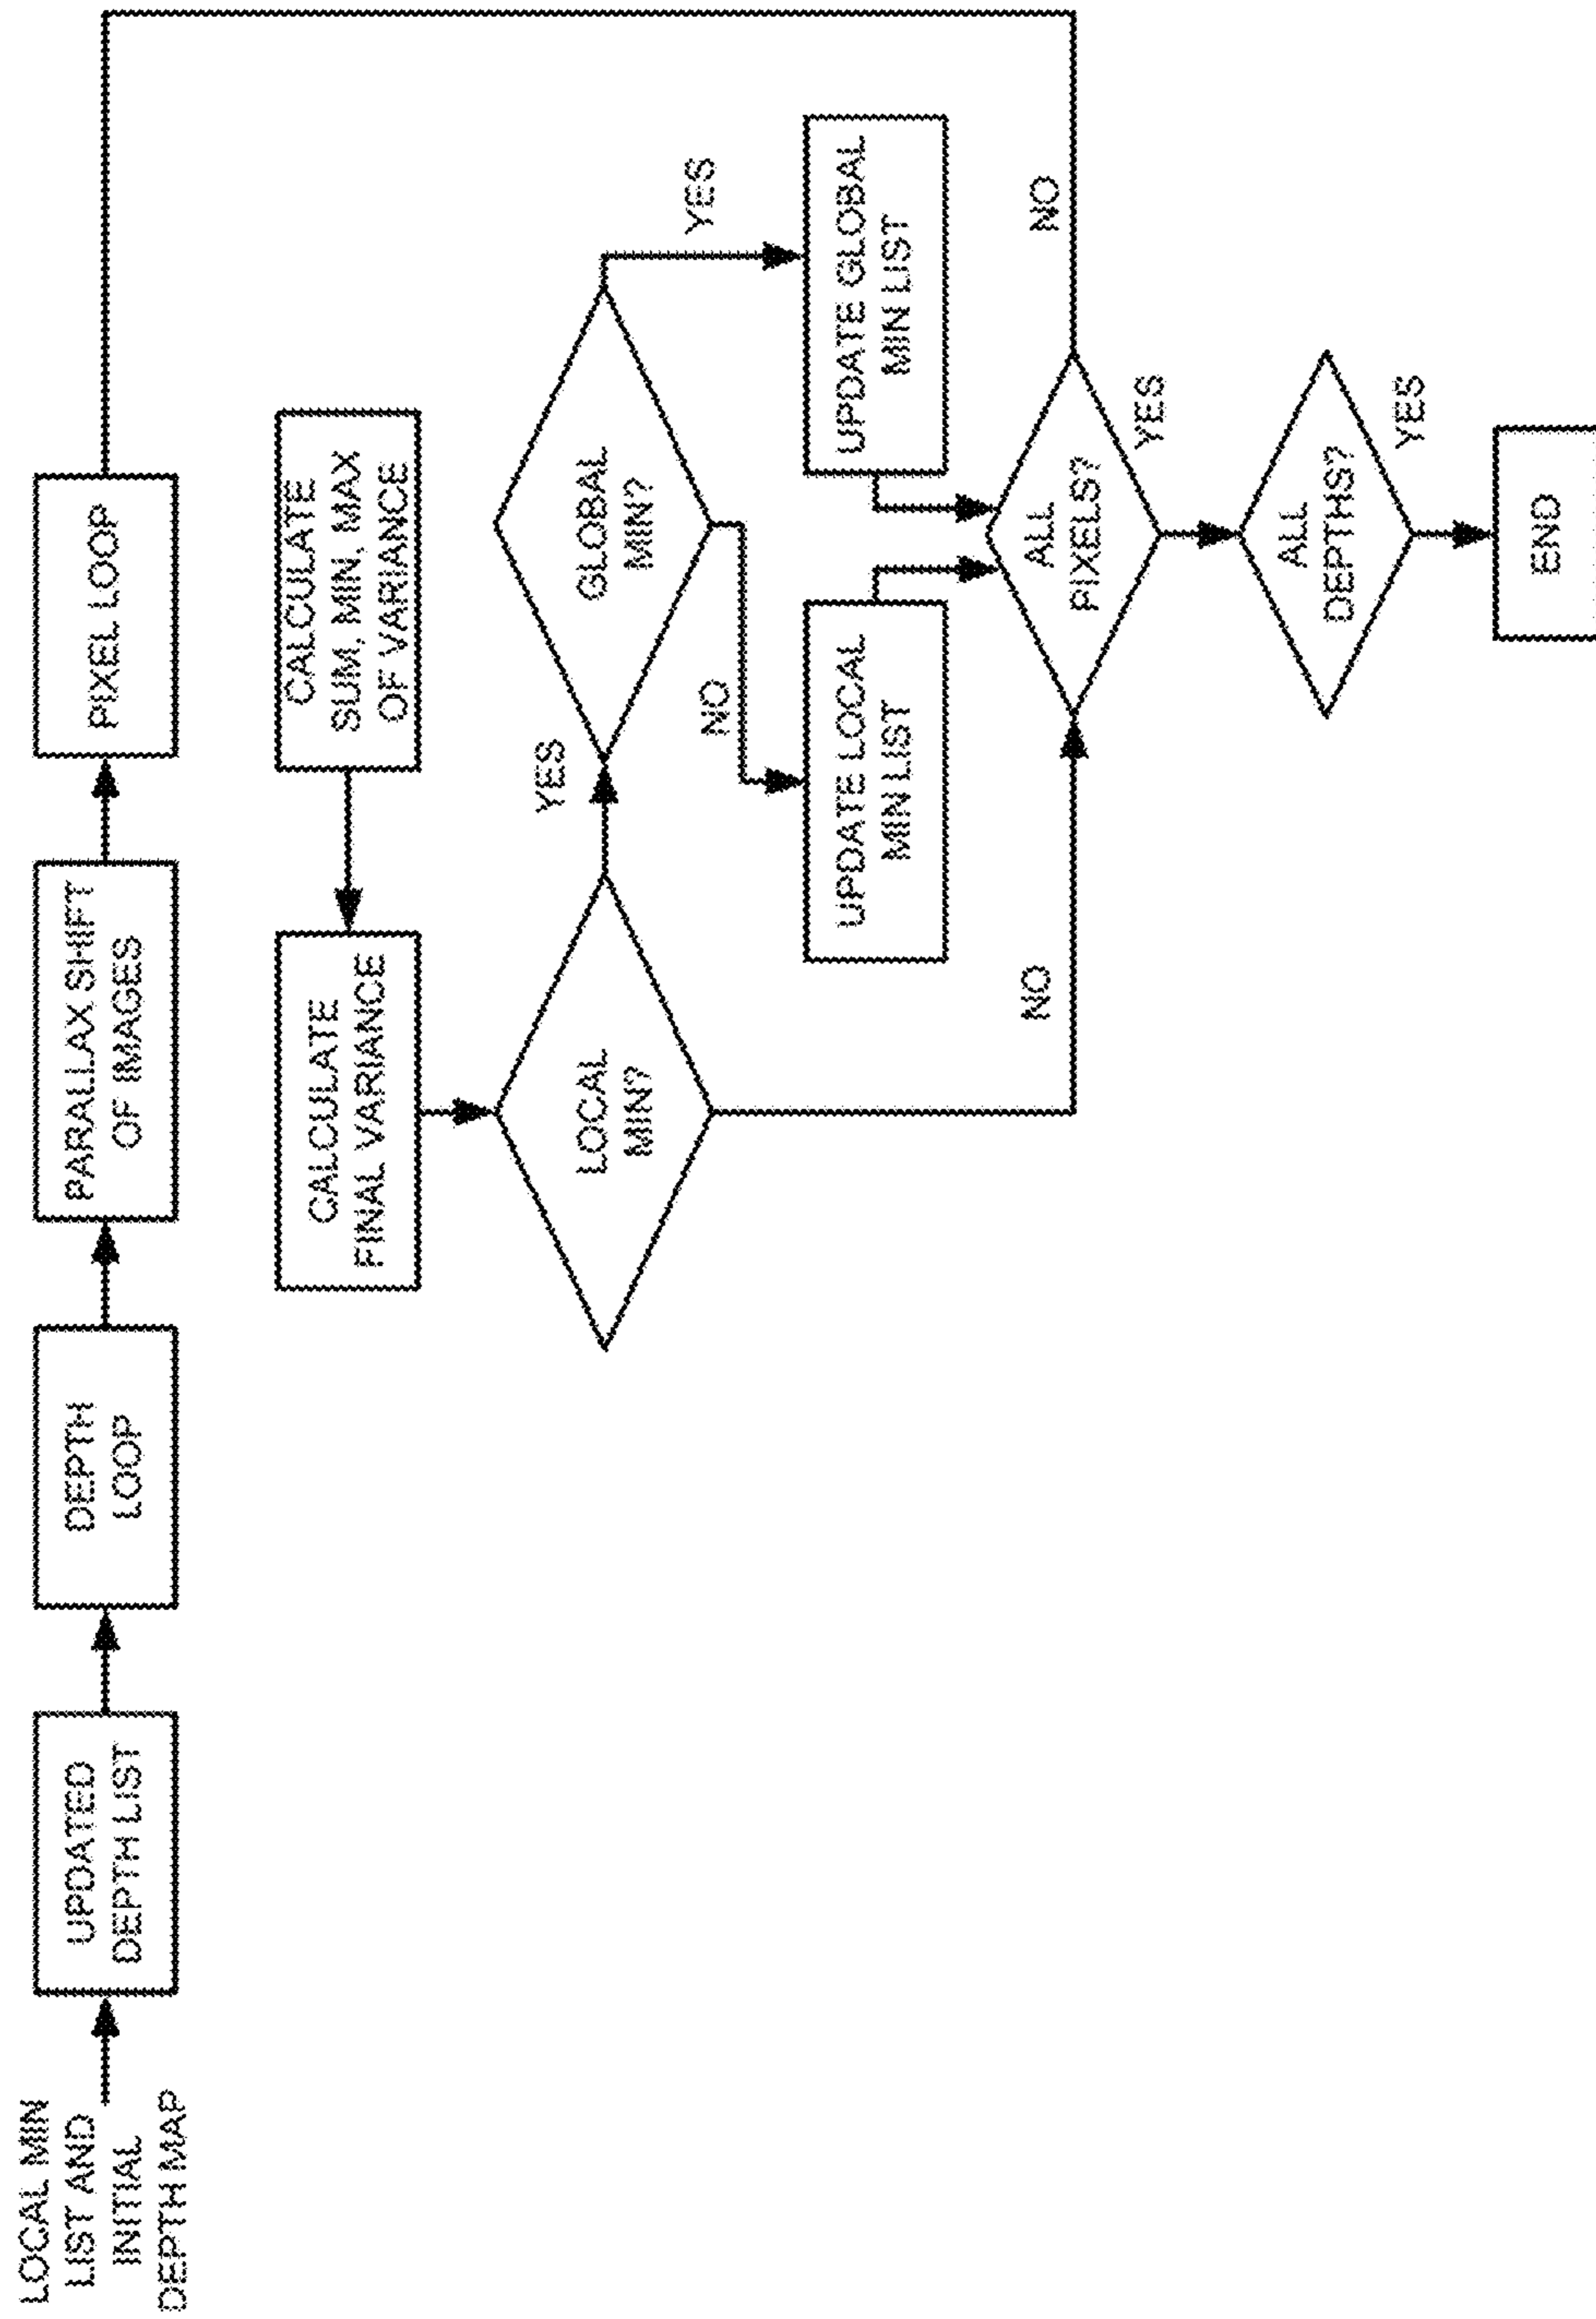 LOCAL MIN
LIST AND
INITIAL
DEPTH MAP
UPDATED
DEPTH LIST
DEPTH
LOOP
PARALLAX SHIFT
OF IMAGES
PIXEL LOOP
CALCULATE
SUM, MIN, MAX
OF VARIANCE
CALCULATE
FINAL VARIANCE
LOCAL
MIN?
YES
NO
GLOBAL
MIN?
YES
NO
UPDATE LOCAL
MIN LIST
UPDATE GLOBAL
MIN LIST
ALL
PIXELS?
NO
YES
ALL
DEPTHS?
YES
END